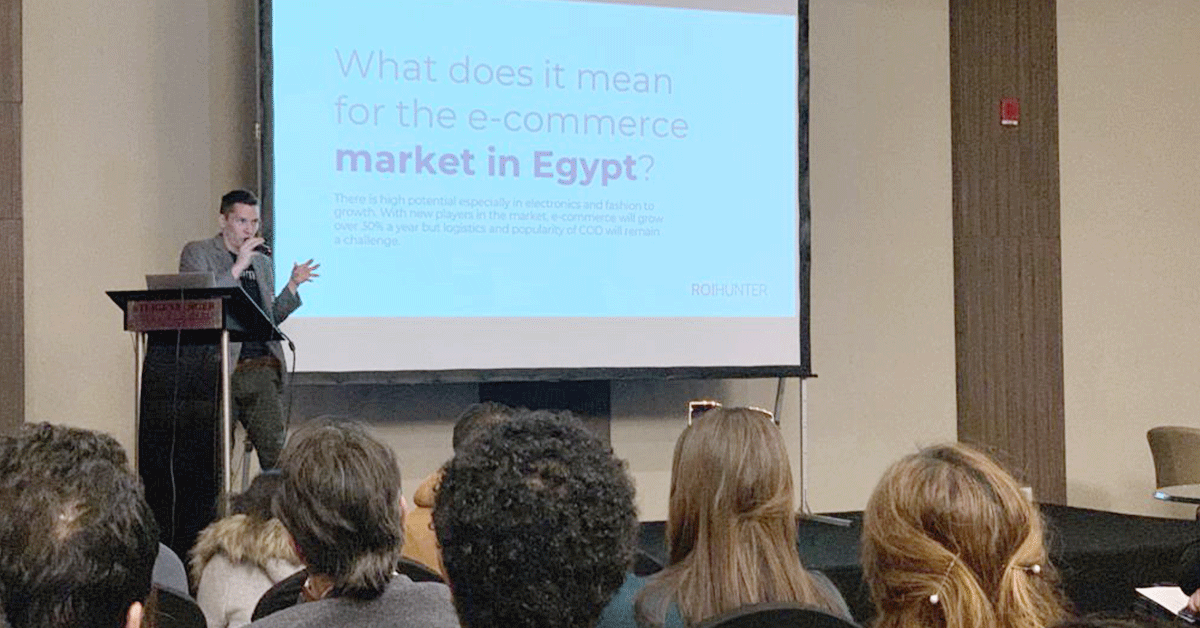 What does it mean
for the e-commerce
market in Egypt?
There is high potential especially in electronics and fashion to
growth. With new players in the market, e-commerce will grow
over 30% a year but logistics and popularity of COD will remain
a challenge.
ROIHUNTER
STEIGENBERGER